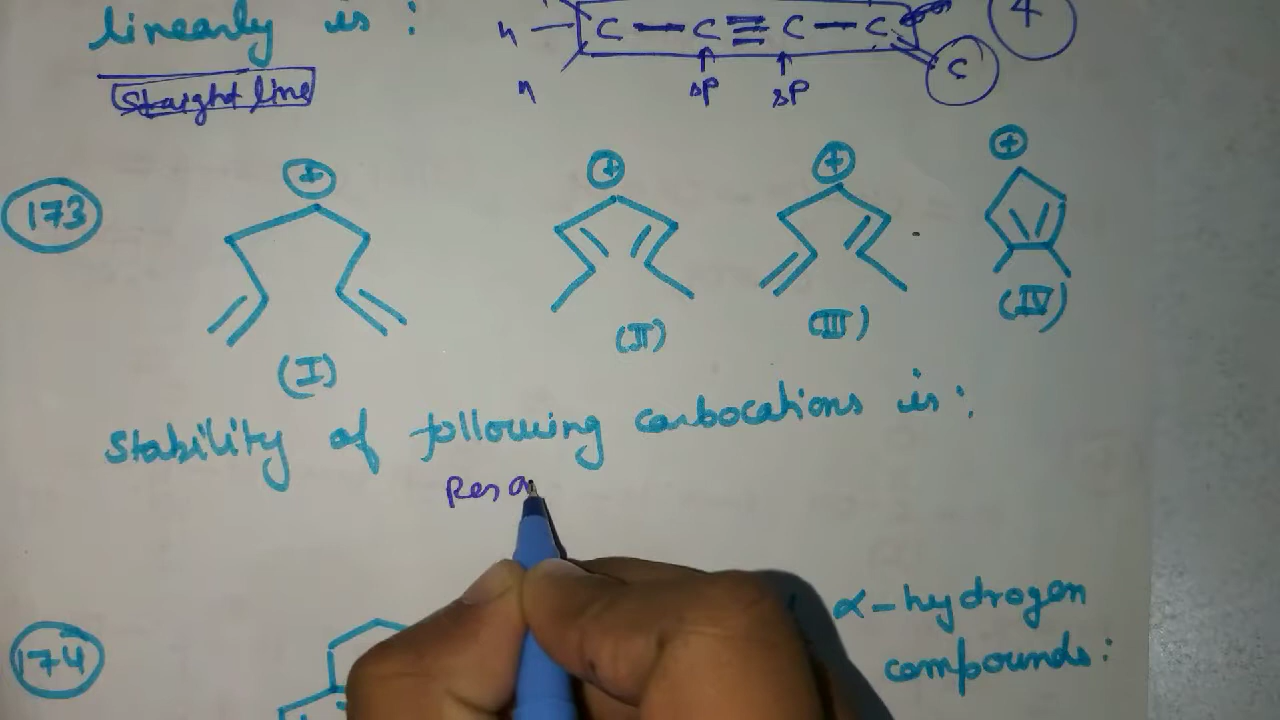 linearly is :
straight line
H C — C ≡ C — C
H
C
sp sp
4
173
(I) (II) (III) (IV)
Stability of following carbocations is :
Reso
174
α-hydrogen
compounds: